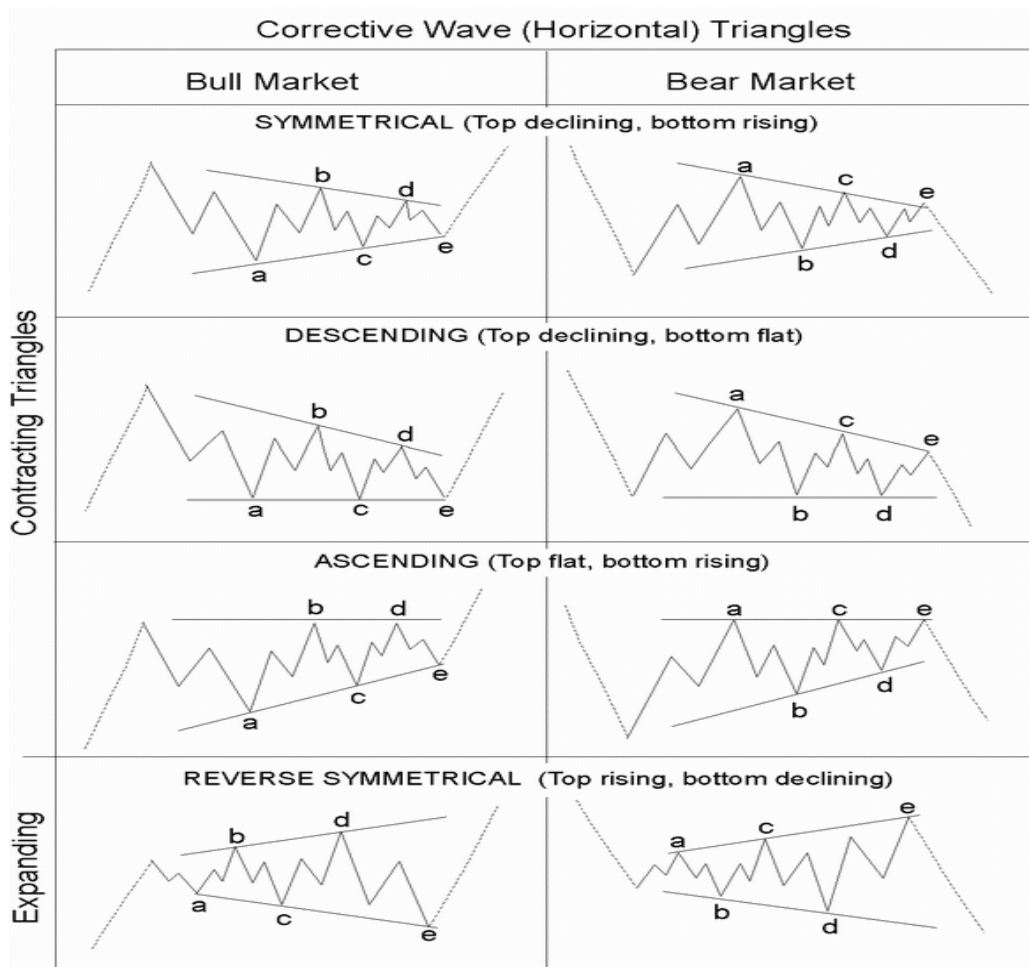 Corrective Wave (Horizontal) Triangles
Bull Market
Bear Market
Contracting Triangles
SYMMETRICAL (Top declining, bottom rising)
b
d
a
c
e
a
c
e
b
d
DESCENDING (Top declining, bottom flat)
b
d
a
c
e
a
c
e
b
d
ASCENDING (Top flat, bottom rising)
b
d
a
c
e
a
c
e
b
d
Expanding
REVERSE SYMMETRICAL (Top rising, bottom declining)
b
d
a
c
e
a
c
e
b
d